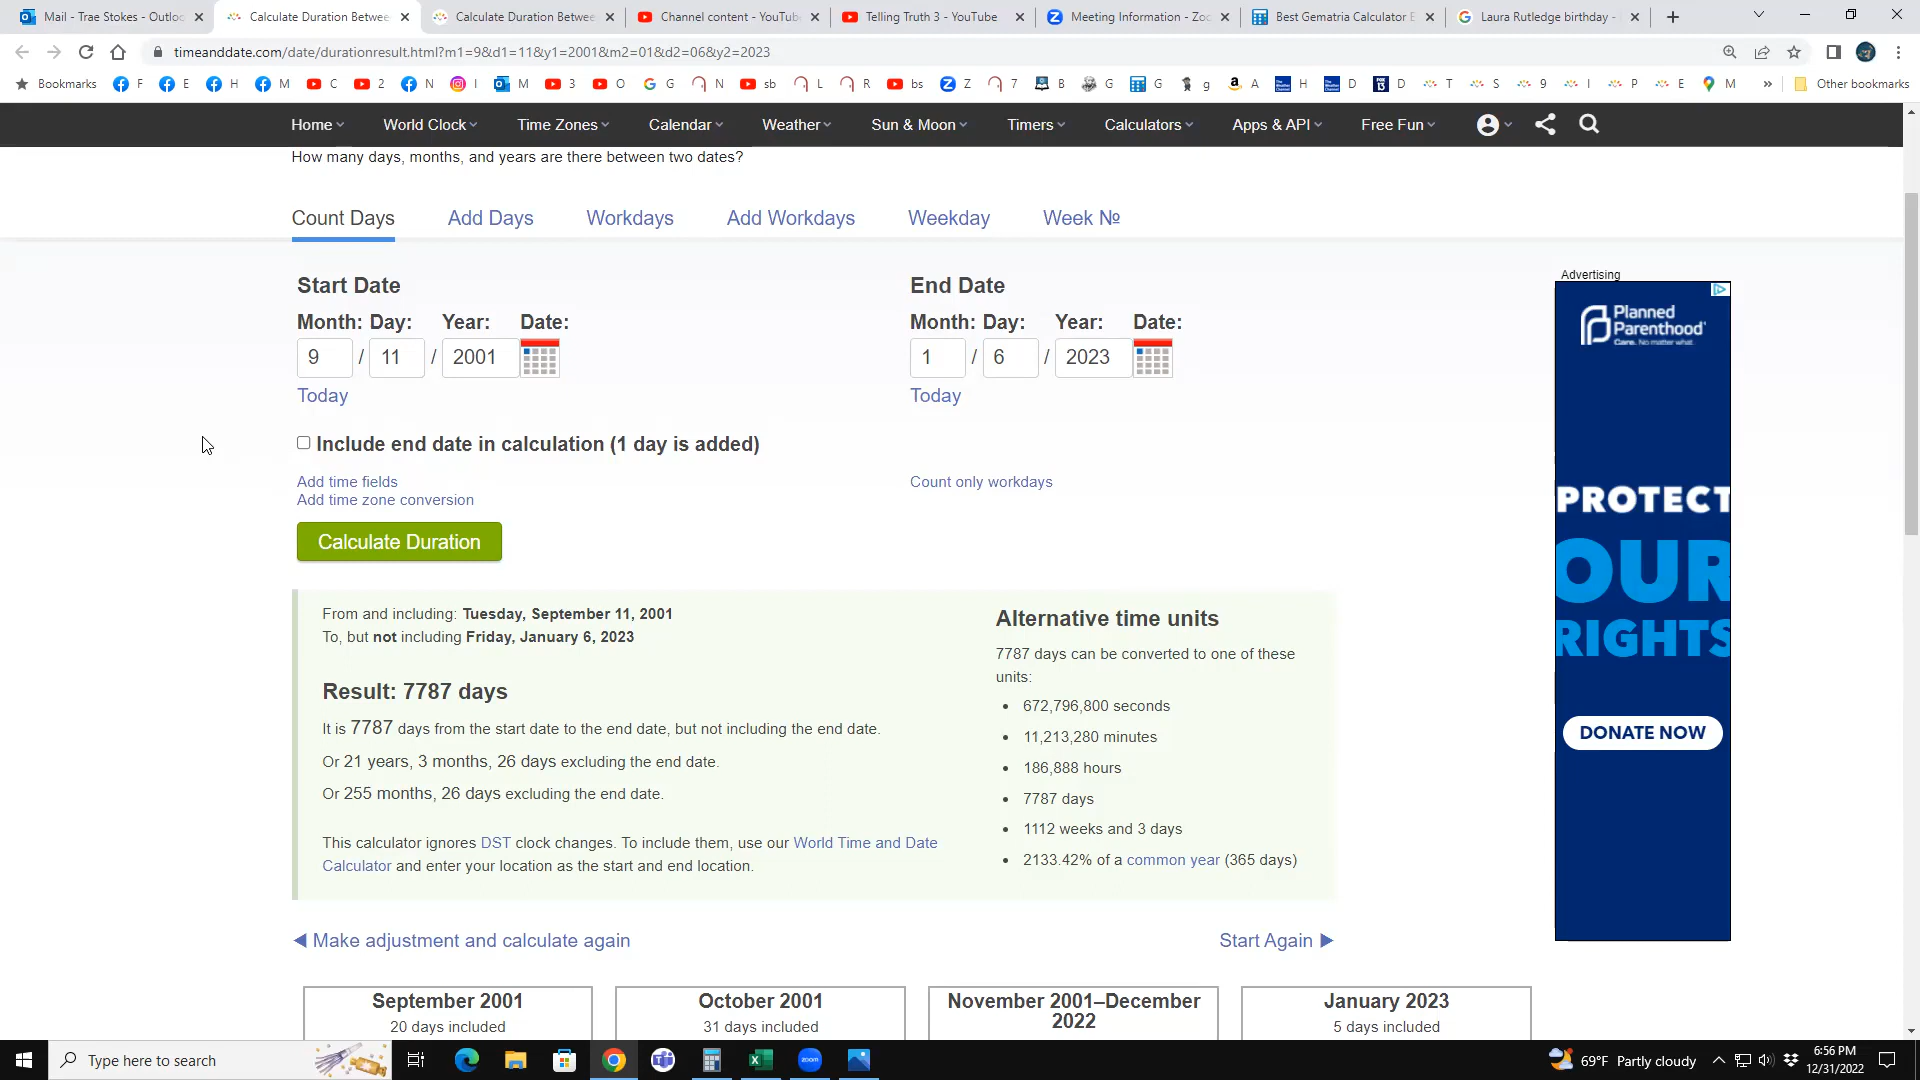 Mail - Trae Stokes - Outloo
Calculate Duration Betwee
Calculate Duration Betwee
Channel content - YouTube
Telling Truth 3 - YouTube
Meeting Information - Zoo
Best Gematria Calculator E
Laura Rutledge birthday -
timeanddate.com/date/durationresult.html?m1=9&d1=11&y1=2001&m2=01&d2=06&y2=2023
Bookmarks F E H M C 2 N I M 3 O G N sb L R bs Z 7 B G G g A H D D T S 9 I P E M » Other bookmarks
Home World Clock Time Zones Calendar Weather Sun & Moon Timers Calculators Apps & API Free Fun
How many days, months, and years are there between two dates?
Count Days Add Days Workdays Add Workdays Weekday Week №
Start Date
Month: Day: Year: Date:
9 / 11 / 2001
Today
End Date
Month: Day: Year: Date:
1 / 6 / 2023
Today
Include end date in calculation (1 day is added)
Add time fields
Add time zone conversion
Count only workdays
Calculate Duration
From and including: Tuesday, September 11, 2001
To, but not including Friday, January 6, 2023
Result: 7787 days
It is 7787 days from the start date to the end date, but not including the end date.
Or 21 years, 3 months, 26 days excluding the end date.
Or 255 months, 26 days excluding the end date.
This calculator ignores DST clock changes. To include them, use our World Time and Date
Calculator and enter your location as the start and end location.
Alternative time units
7787 days can be converted to one of these
units:
• 672,796,800 seconds
• 11,213,280 minutes
• 186,888 hours
• 7787 days
• 1112 weeks and 3 days
• 2133.42% of a common year (365 days)
◀ Make adjustment and calculate again
Start Again ▶
September 2001
20 days included
October 2001
31 days included
November 2001–December
2022
January 2023
5 days included
Advertising
Planned
Parenthood®
Care. No matter what.
PROTECT
OUR
RIGHTS
DONATE NOW
Type here to search
zoom
69°F Partly cloudy
6:56 PM
12/31/2022